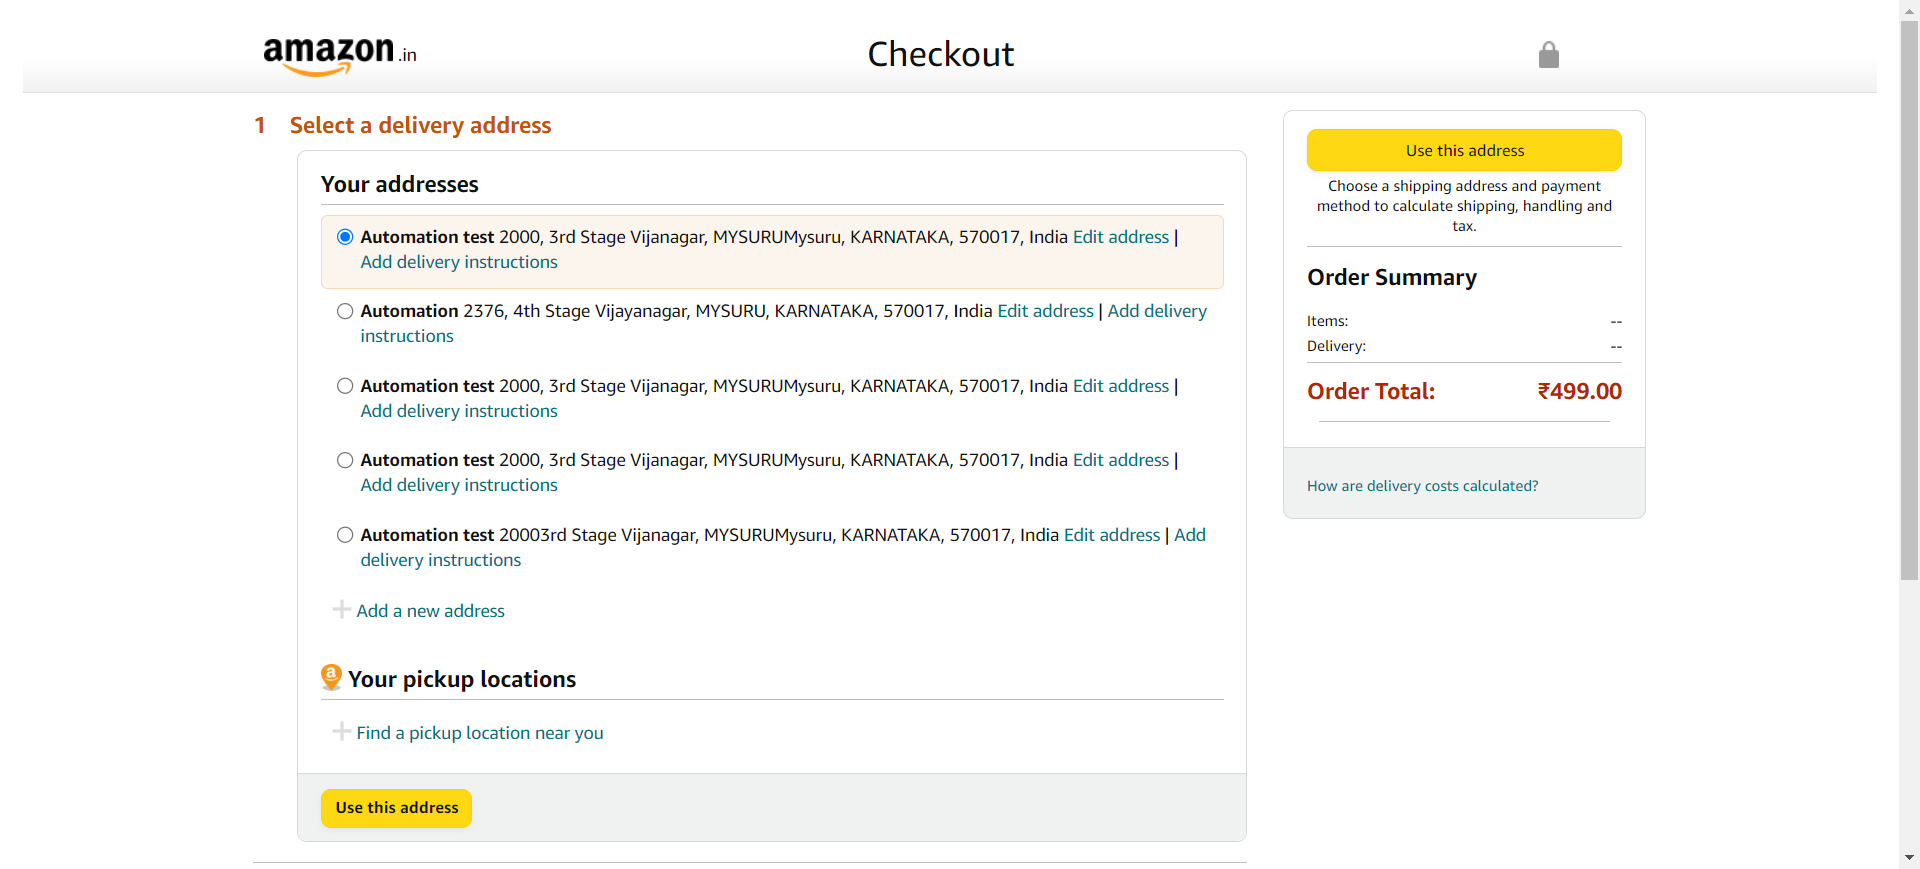 amazon.in
Checkout
1 Select a delivery address
Your addresses
Automation test 2000, 3rd Stage Vijanagar, MYSURUMysuru, KARNATAKA, 570017, India Edit address |
Add delivery instructions
Automation 2376, 4th Stage Vijayanagar, MYSURU, KARNATAKA, 570017, India Edit address | Add delivery
instructions
Automation test 2000, 3rd Stage Vijanagar, MYSURUMysuru, KARNATAKA, 570017, India Edit address |
Add delivery instructions
Automation test 2000, 3rd Stage Vijanagar, MYSURUMysuru, KARNATAKA, 570017, India Edit address |
Add delivery instructions
Automation test 20003rd Stage Vijanagar, MYSURUMysuru, KARNATAKA, 570017, India Edit address | Add
delivery instructions
Add a new address
a Your pickup locations
Find a pickup location near you
Use this address
Use this address
Choose a shipping address and payment
method to calculate shipping, handling and
tax.
Order Summary
Items: --
Delivery: --
Order Total: ₹499.00
How are delivery costs calculated?